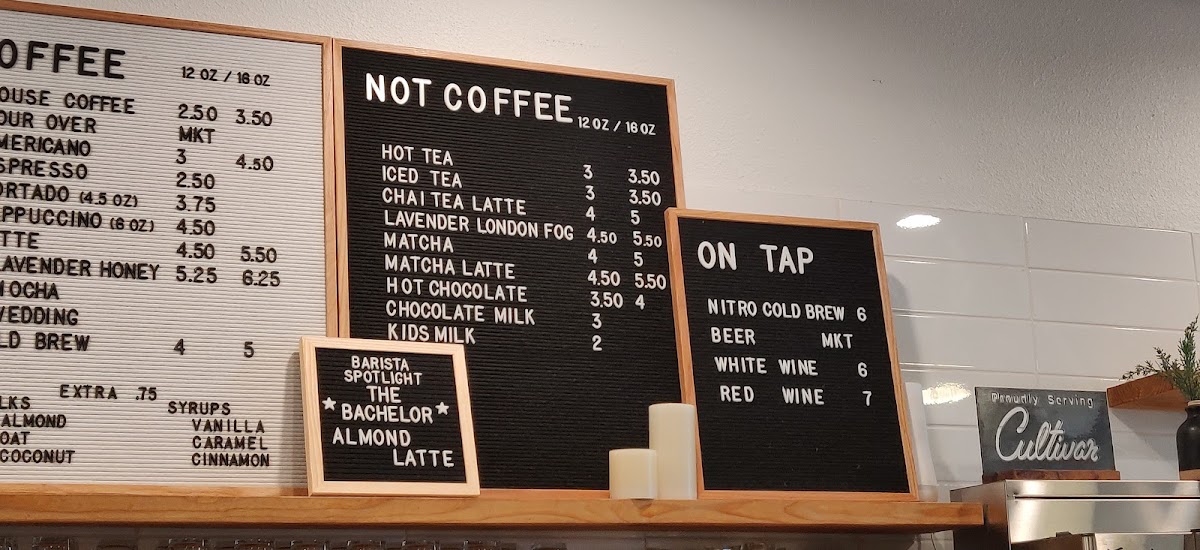 OFFEE 12 OZ / 16 OZ
OUSE COFFEE 2.50 3.50
OUR OVER MKT
MERICANO 3 4.50
SPRESSO 2.50
ORTADO (4.5 OZ) 3.75
APPUCCINO (6 OZ) 4.50
TTE 4.50 5.50
LAVENDER HONEY 5.25 6.25
MOCHA
WEDDING
LD BREW 4 5
EXTRA .75
LKS SYRUPS
ALMOND VANILLA
OAT CARAMEL
COCONUT CINNAMON
BARISTA
SPOTLIGHT
THE
★BACHELOR★
ALMOND
LATTE
NOT COFFEE 12 OZ / 16 OZ
HOT TEA 3 3.50
ICED TEA 3 3.50
CHAI TEA LATTE 4 5
LAVENDER LONDON FOG 4.50 5.50
MATCHA 4 5
MATCHA LATTE 4.50 5.50
HOT CHOCOLATE 3.50 4
CHOCOLATE MILK 3
KIDS MILK 2
ON TAP
NITRO COLD BREW 6
BEER MKT
WHITE WINE 6
RED WINE 7
Proudly Serving
Cultivar